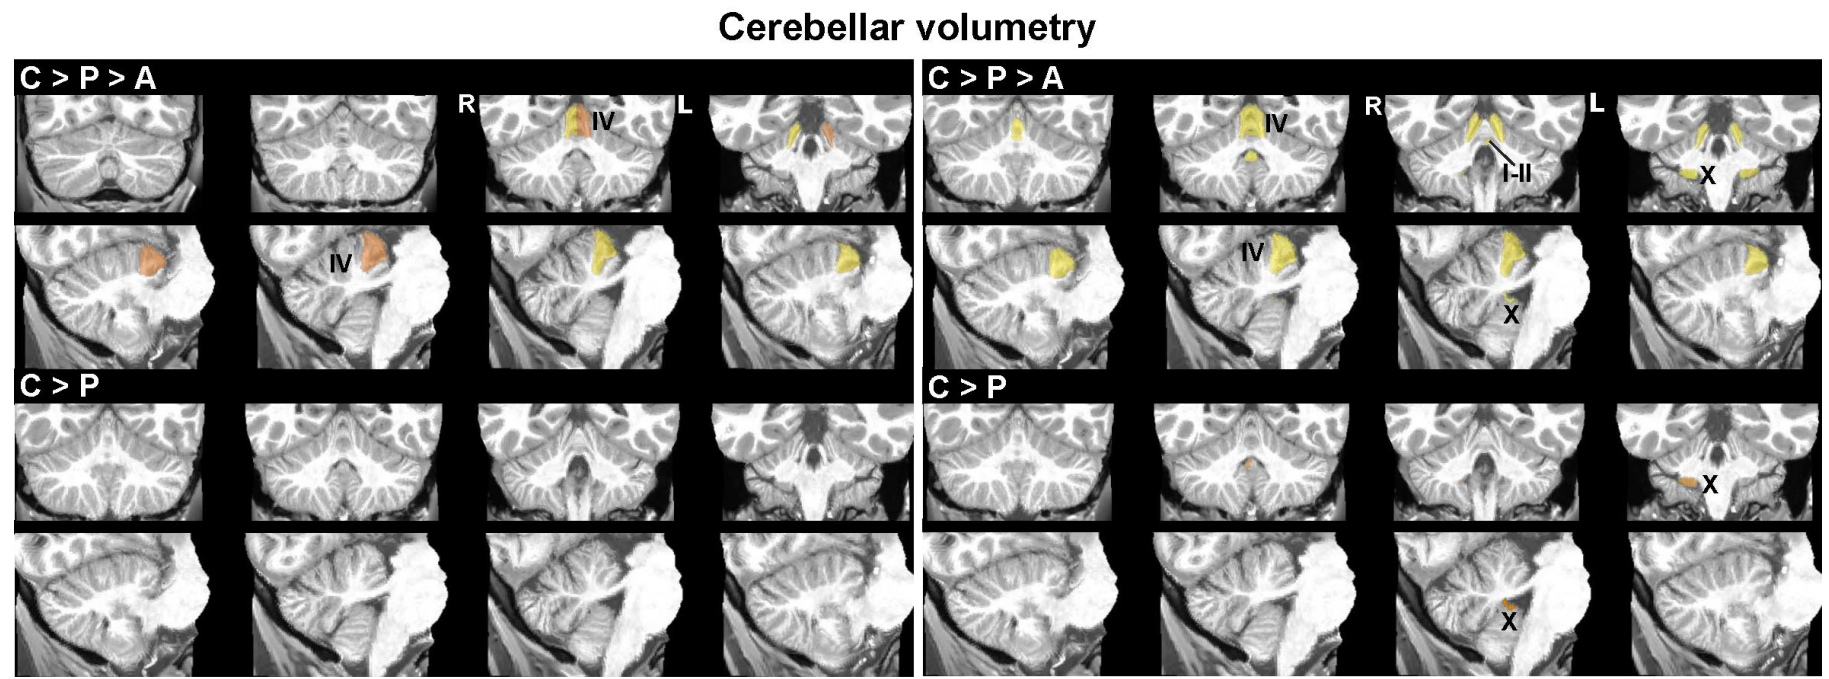 Cerebellar volumetry
C > P > A
R
IV
L
IV
C > P
C > P > A
IV
R
I-II
L
X
IV
X
C > P
X
X